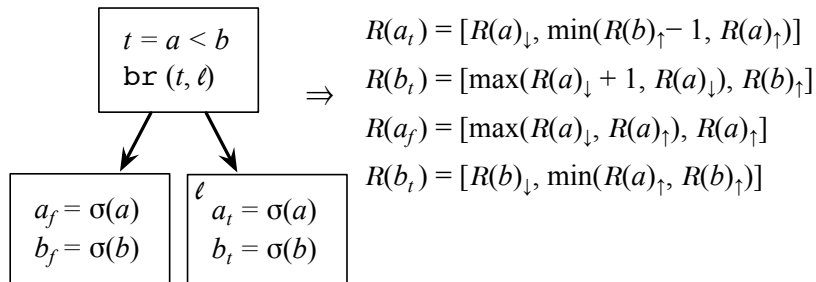 t = a < b
br (t, ℓ)
⇒
a_f = σ(a)
b_f = σ(b)
ℓ
a_t = σ(a)
b_t = σ(b)
R(a_t) = [R(a)↓, min(R(b)↑− 1, R(a)↑)]
R(b_t) = [max(R(a)↓ + 1, R(a)↓), R(b)↑]
R(a_f) = [max(R(a)↓, R(a)↑), R(a)↑]
R(b_t) = [R(b)↓, min(R(a)↑, R(b)↑)]